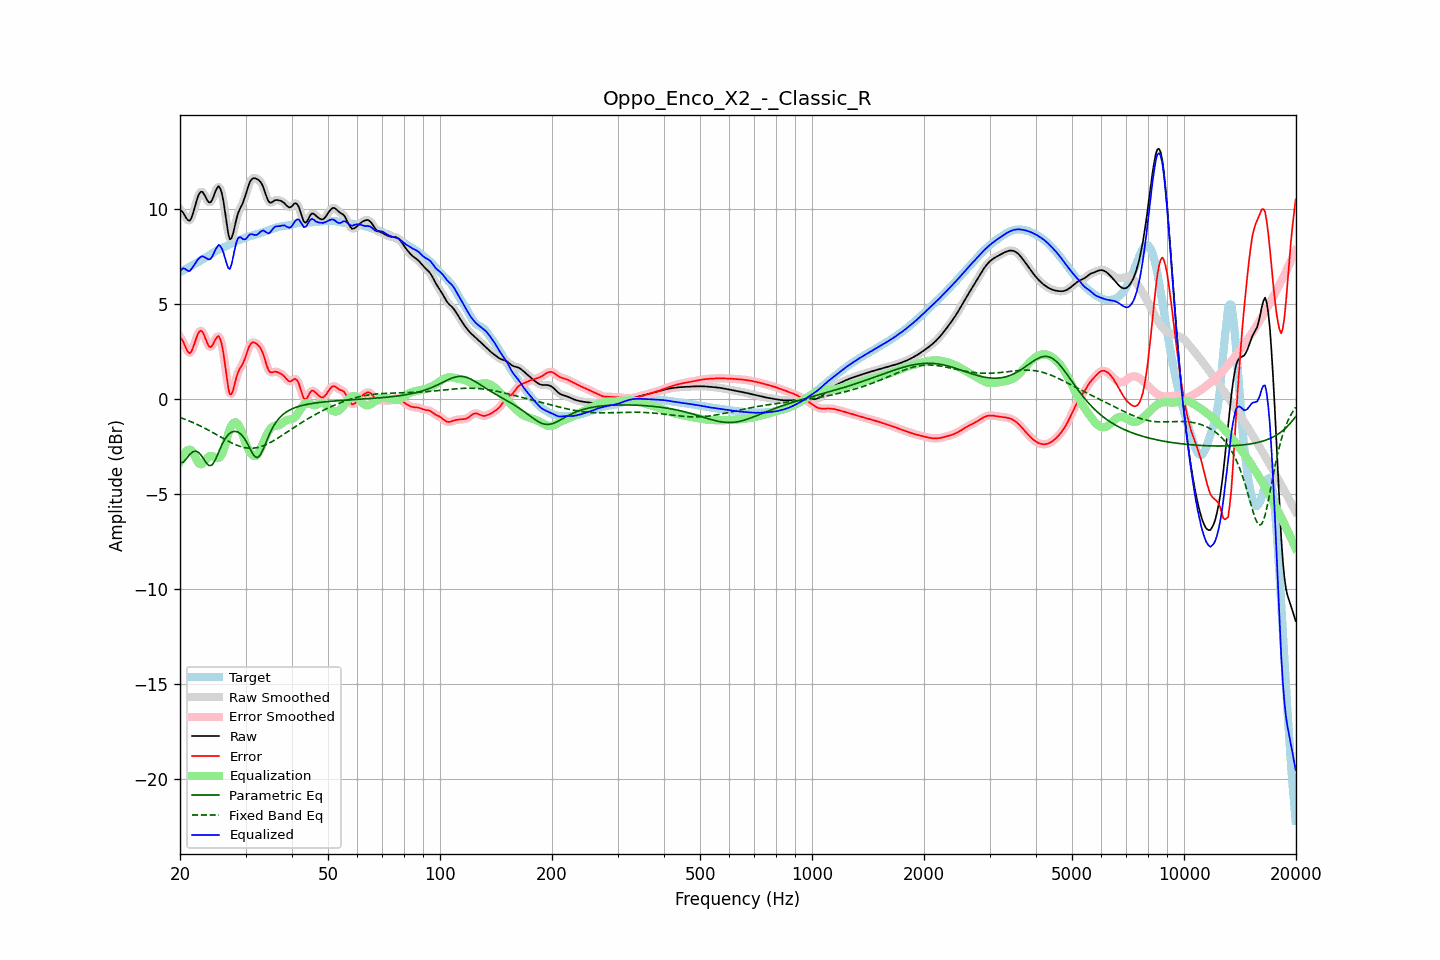 Oppo_Enco_X2_-_Classic_R
Amplitude (dBr)
10
5
0
−5
−10
−15
−20
Target
Raw Smoothed
Error Smoothed
Raw
Error
Equalization
Parametric Eq
Fixed Band Eq
Equalized
20 50 100 200 500 1000 2000 5000 10000 20000
Frequency (Hz)